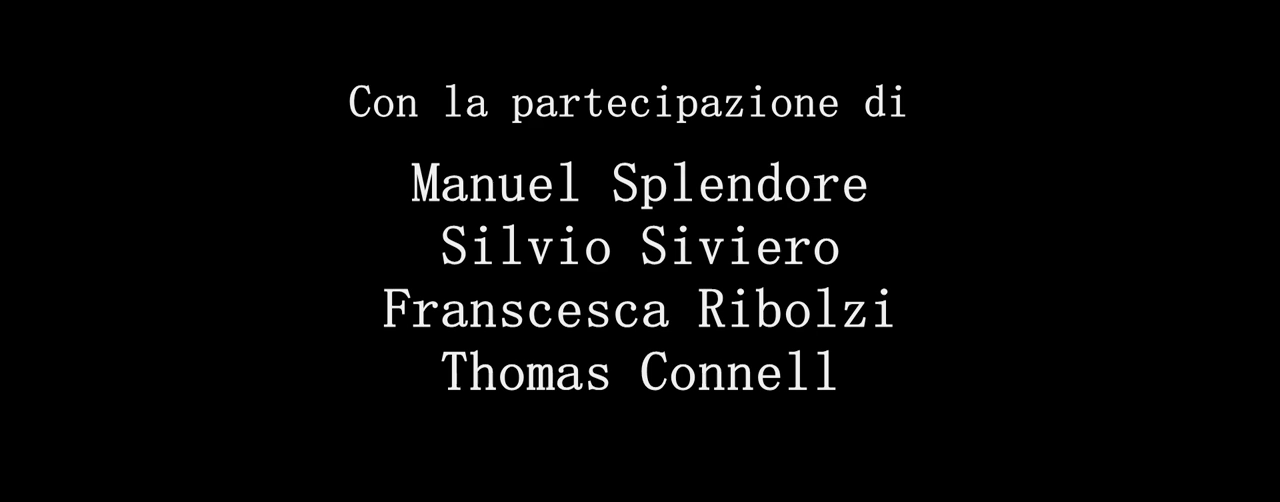 Con la partecipazione di
Manuel Splendore
Silvio Siviero
Franscesca Ribolzi
Thomas Connell